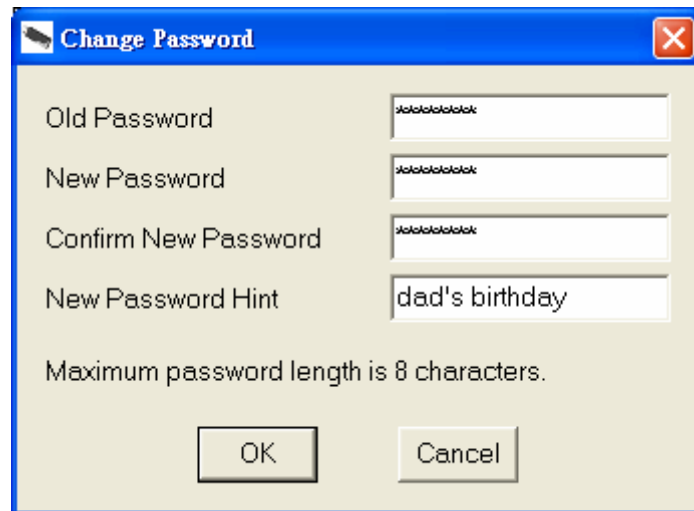 Change Password
Old Password *********
New Password *********
Confirm New Password *********
New Password Hint dad's birthday
Maximum password length is 8 characters.
OK Cancel